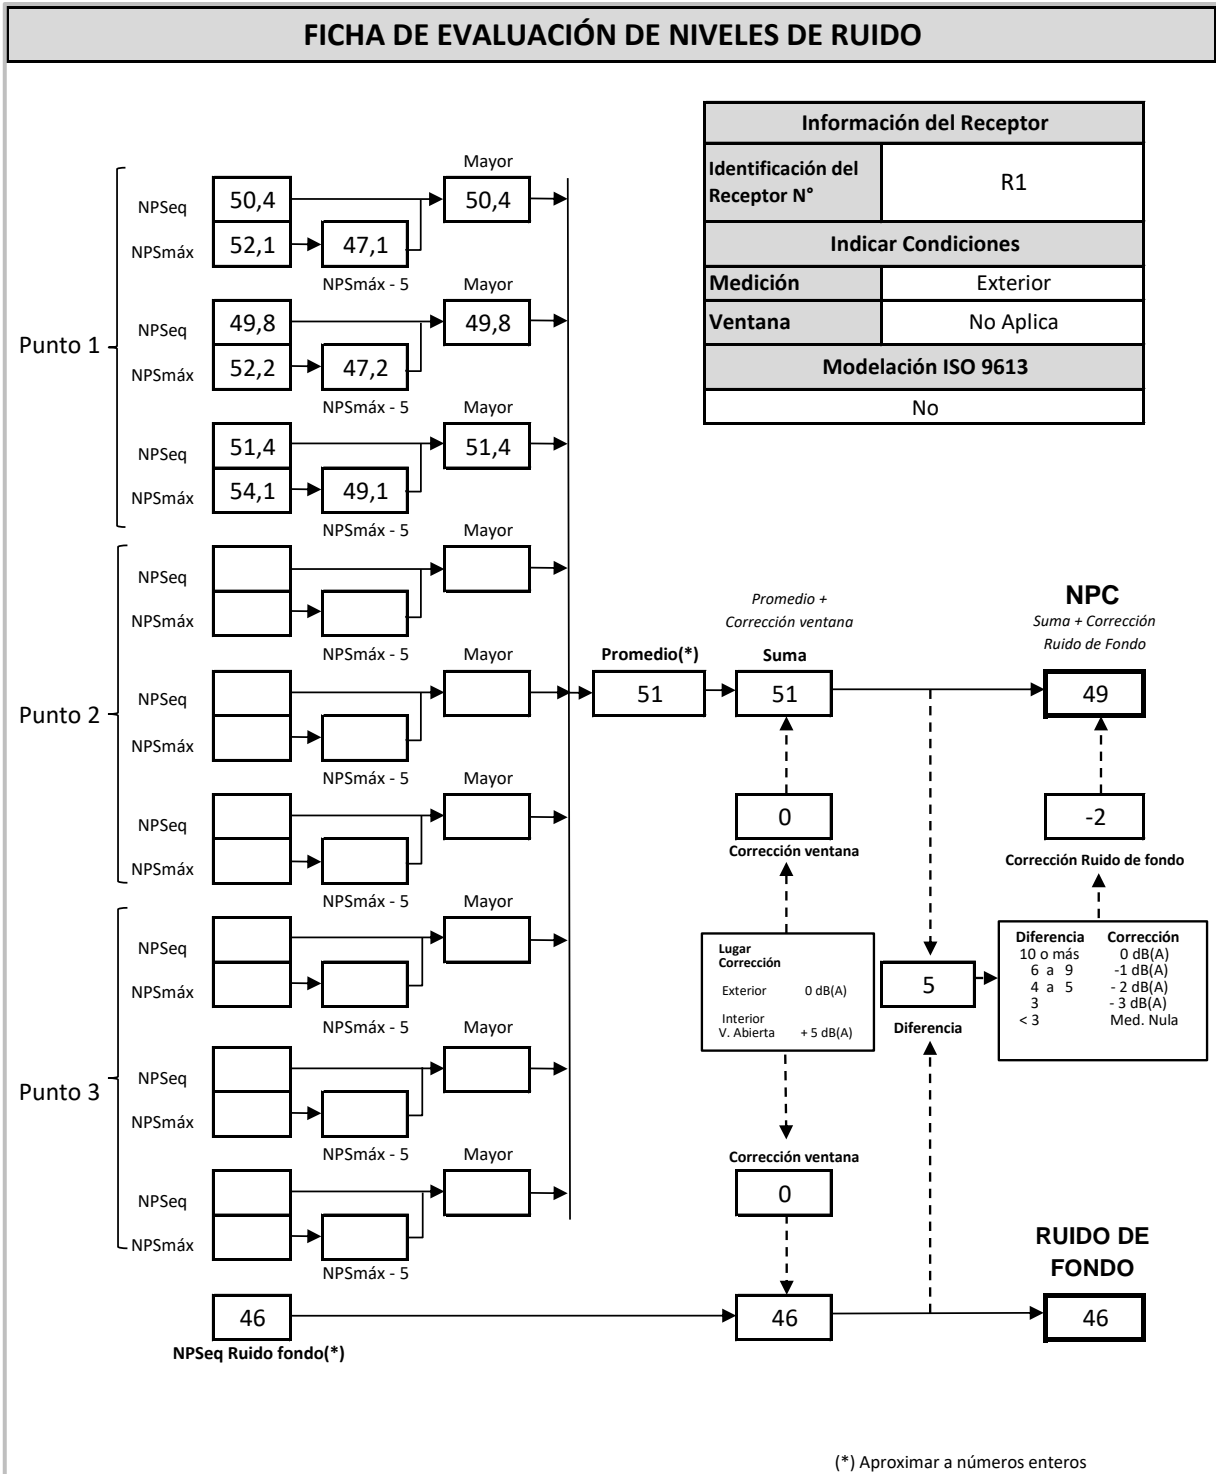 FICHA DE EVALUACIÓN DE NIVELES DE RUIDO
Información del Receptor
Identificación del Receptor N°
R1
Indicar Condiciones
Medición
Exterior
Ventana
No Aplica
Modelación ISO 9613
No
Punto 1
Mayor
NPSeq
50,4
50,4
NPSmáx
52,1
47,1
NPSmáx - 5
Mayor
NPSeq
49,8
49,8
NPSmáx
52,2
47,2
NPSmáx - 5
Mayor
NPSeq
51,4
51,4
NPSmáx
54,1
49,1
NPSmáx - 5
Punto 2
Mayor
NPSeq
NPSmáx
NPSmáx - 5
Mayor
NPSeq
NPSmáx
NPSmáx - 5
Mayor
NPSeq
NPSmáx
NPSmáx - 5
Punto 3
Mayor
NPSeq
NPSmáx
NPSmáx - 5
Mayor
NPSeq
NPSmáx
NPSmáx - 5
Mayor
NPSeq
NPSmáx
NPSmáx - 5
Promedio(*)
51
Promedio +
Corrección ventana
Suma
51
NPC
Suma + Corrección
Ruido de Fondo
49
0
Corrección ventana
-2
Corrección Ruido de fondo
Lugar
Corrección
Exterior 0 dB(A)
Interior
V. Abierta + 5 dB(A)
5
Diferencia
Diferencia Corrección
10 o más 0 dB(A)
6 a 9 -1 dB(A)
4 a 5 - 2 dB(A)
3 - 3 dB(A)
< 3 Med. Nula
Corrección ventana
0
RUIDO DE
FONDO
46
46
46
NPSeq Ruido fondo(*)
(*) Aproximar a números enteros